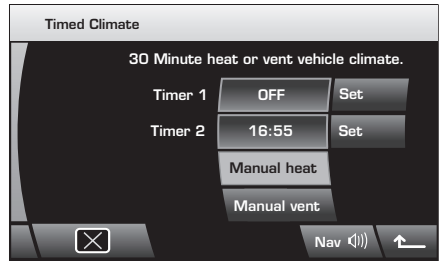 Timed Climate
30 Minute heat or vent vehicle climate.
Timer 1 OFF Set
Timer 2 16:55 Set
Manual heat
Manual vent
Nav